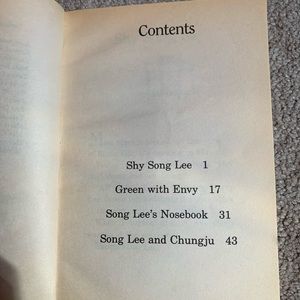 Contents
Shy Song Lee 1
Green with Envy 17
Song Lee's Nosebook 31
Song Lee and Chungju 43